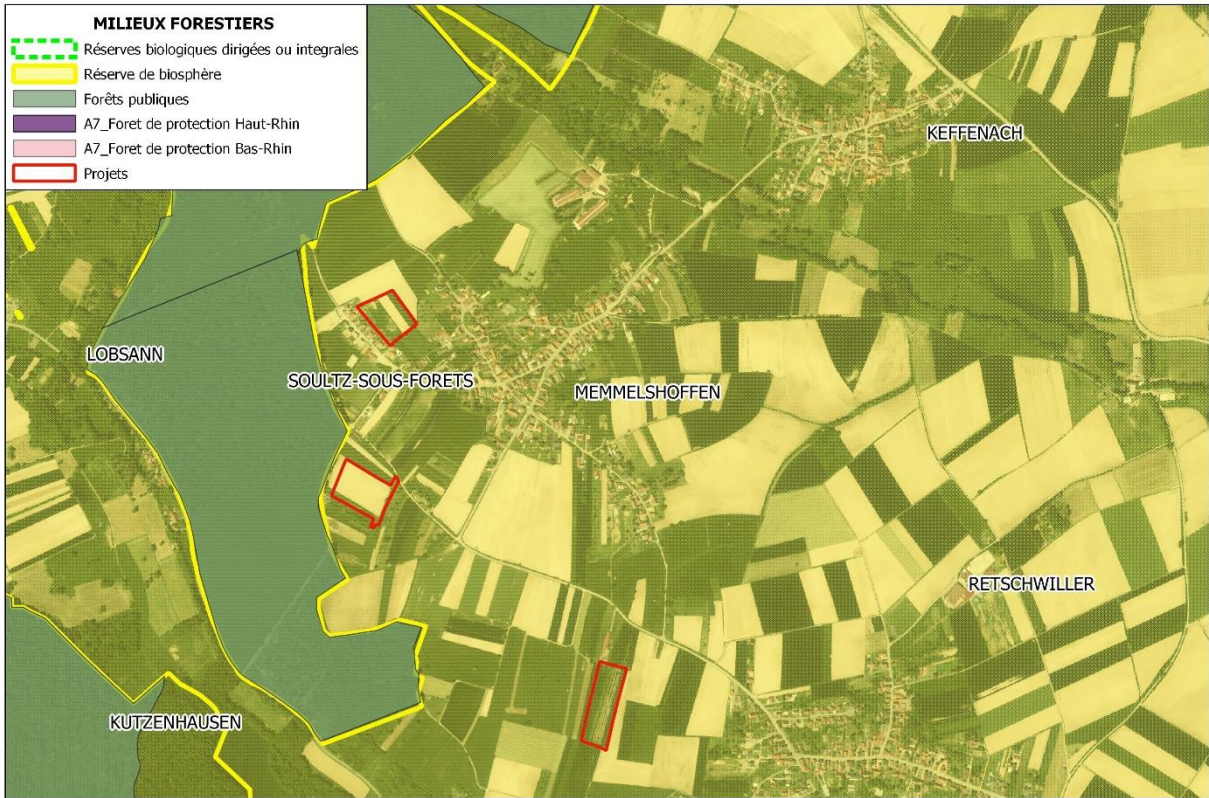 MILIEUX FORESTIERS
Réserves biologiques dirigées ou integrales
Réserve de biosphère
Forêts publiques
A7_Foret de protection Haut-Rhin
A7_Foret de protection Bas-Rhin
Projets
KEFFENACH
LOBSANN
SOULTZ-SOUS-FORETS
MEMMELSHOFFEN
RETSCHWILLER
KUTZENHAUSEN